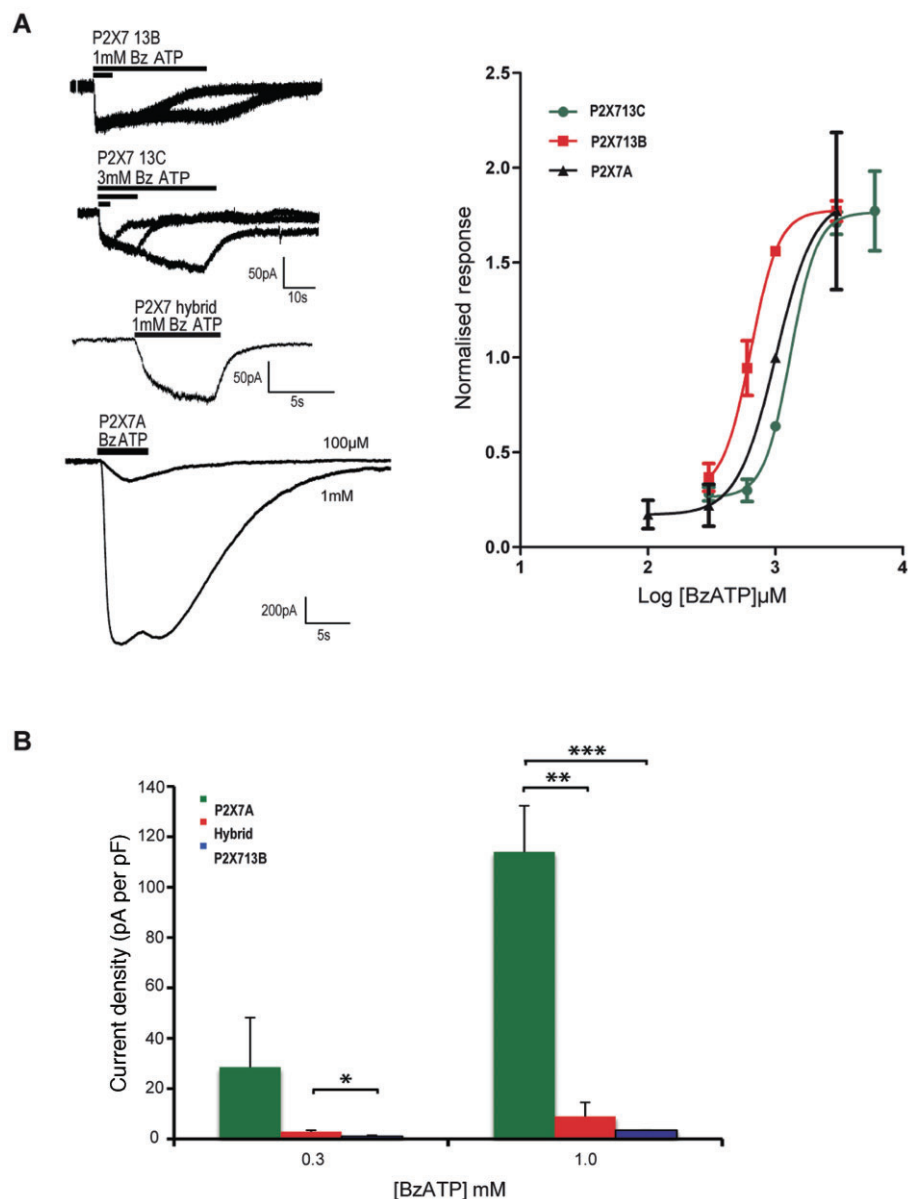 A
P2X7 13B
1mM Bz ATP
P2X7 13C
3mM Bz ATP
50pA
10s
P2X7 hybrid
1mM Bz ATP
50pA
5s
P2X7A
BzATP
100µM
1mM
200pA
5s
2.5
2.0
1.5
1.0
0.5
0.0
Normalised response
P2X713C
P2X713B
P2X7A
1
2
3
4
Log [BzATP]µM
B
140
120
100
80
60
40
20
0
Current density (pA per pF)
P2X7A
Hybrid
P2X713B
*
**
***
0.3
1.0
[BzATP] mM